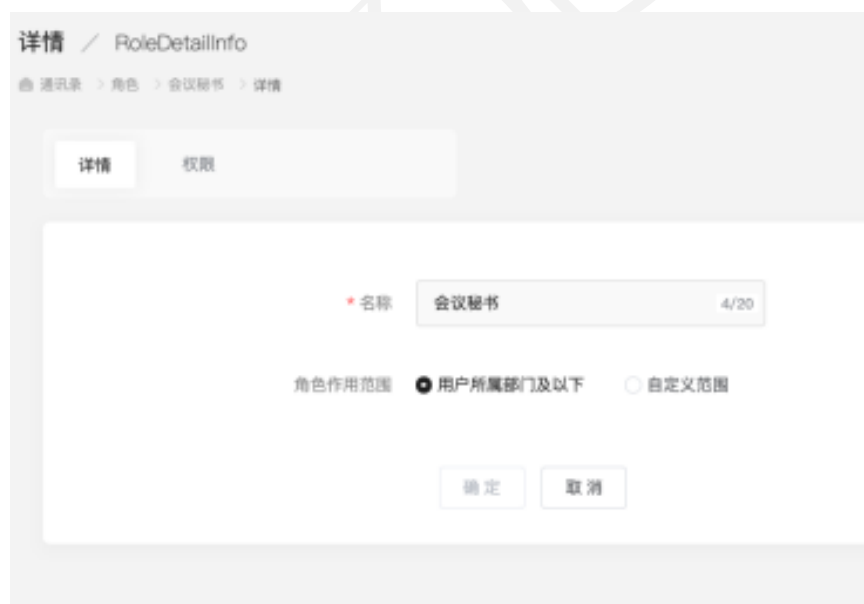 详情 / RoleDetailInfo
通讯录 > 角色 > 会议秘书 > 详情
详情 权限
* 名称 会议秘书 4/20
角色作用范围 用户所属部门及以下 自定义范围
确定 取消